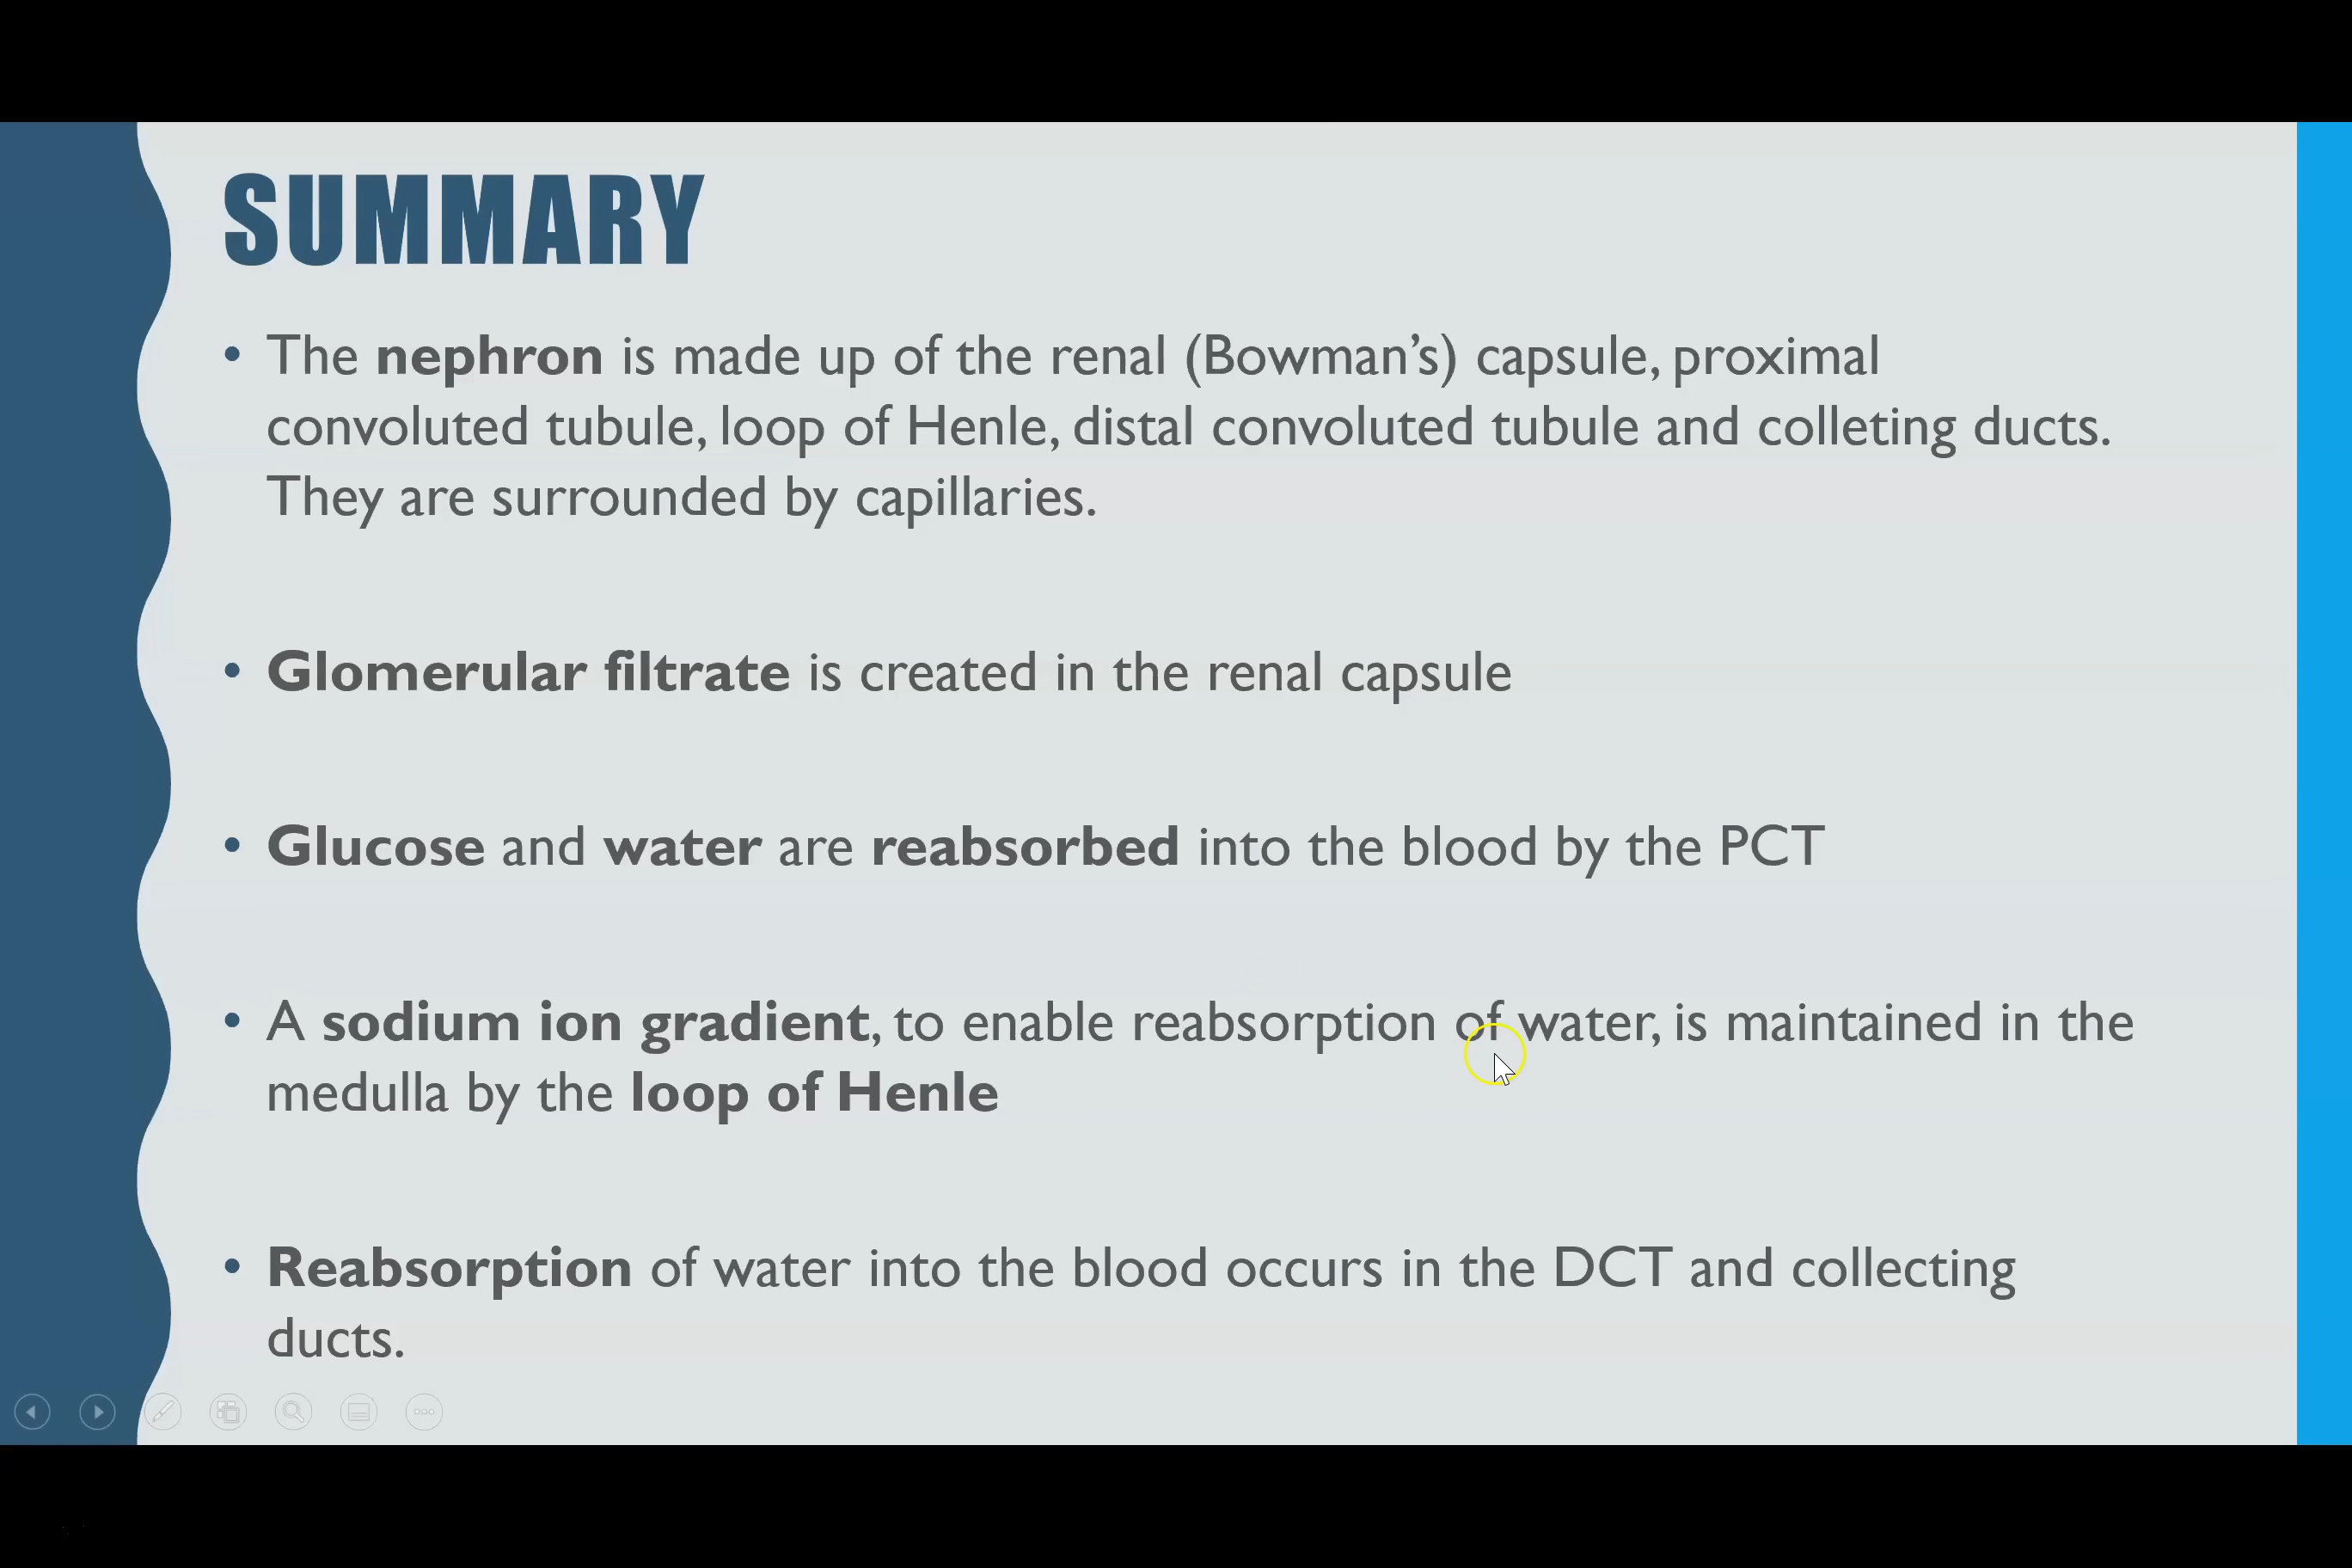 SUMMARY
• The nephron is made up of the renal (Bowman's) capsule, proximal
convoluted tubule, loop of Henle, distal convoluted tubule and colleting ducts.
They are surrounded by capillaries.
• Glomerular filtrate is created in the renal capsule
• Glucose and water are reabsorbed into the blood by the PCT
• A sodium ion gradient, to enable reabsorption of water, is maintained in the
medulla by the loop of Henle
• Reabsorption of water into the blood occurs in the DCT and collecting
ducts.